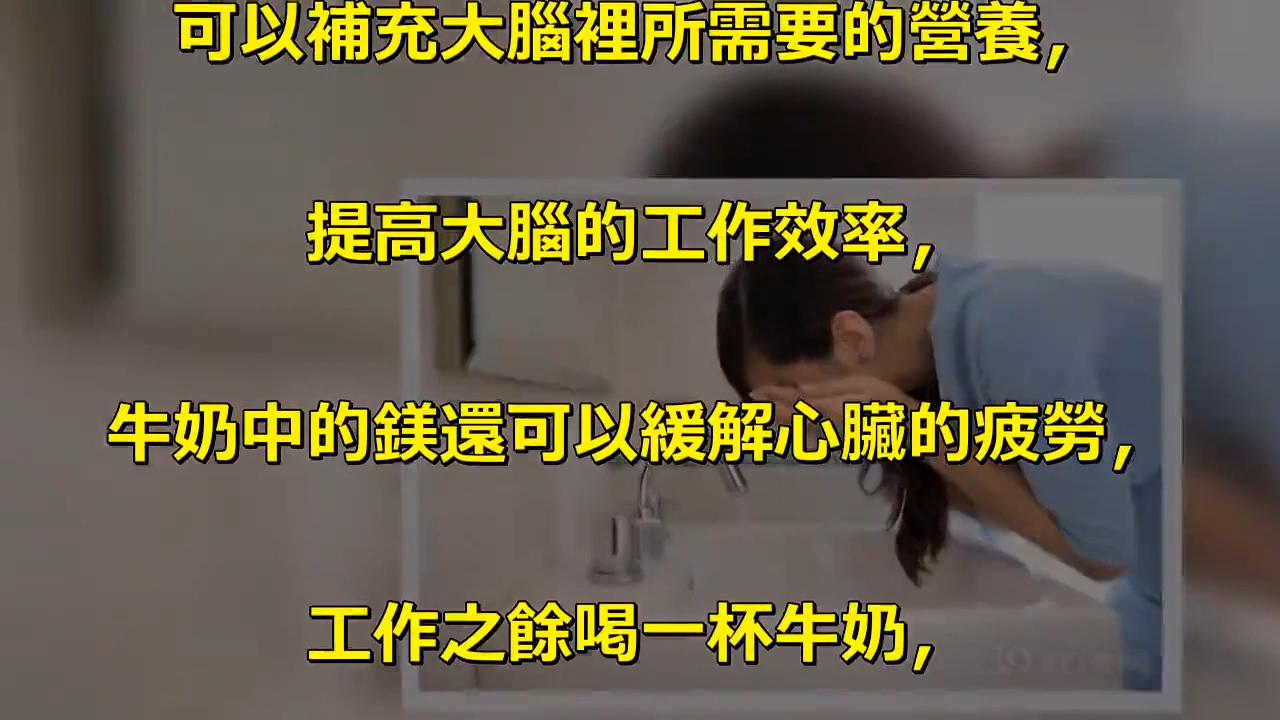 可以補充大腦裡所需要的營養，
提高大腦的工作效率，
牛奶中的鎂還可以緩解心臟的疲勞，
工作之餘喝一杯牛奶，